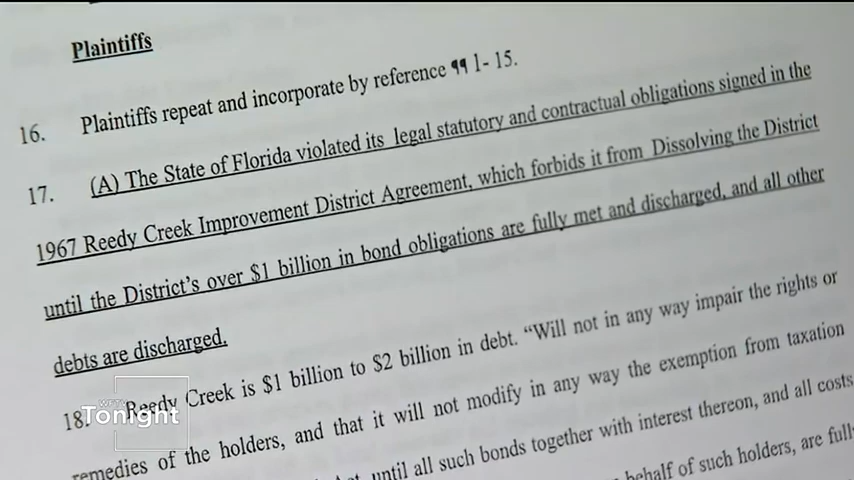 Plaintiffs
16. Plaintiffs repeat and incorporate by reference ¶¶ 1- 15.
17. (A) The State of Florida violated its legal statutory and contractual obligations signed in the
1967 Reedy Creek Improvement District Agreement, which forbids it from Dissolving the District
until the District's over $1 billion in bond obligations are fully met and discharged, and all other
debts are discharged.
18. Reedy Creek is $1 billion to $2 billion in debt. “Will not in any way impair the rights or
remedies of the holders, and that it will not modify in any way the exemption from taxation
until all such bonds together with interest thereon, and all costs
behalf of such holders, are
WFTV
Tonight